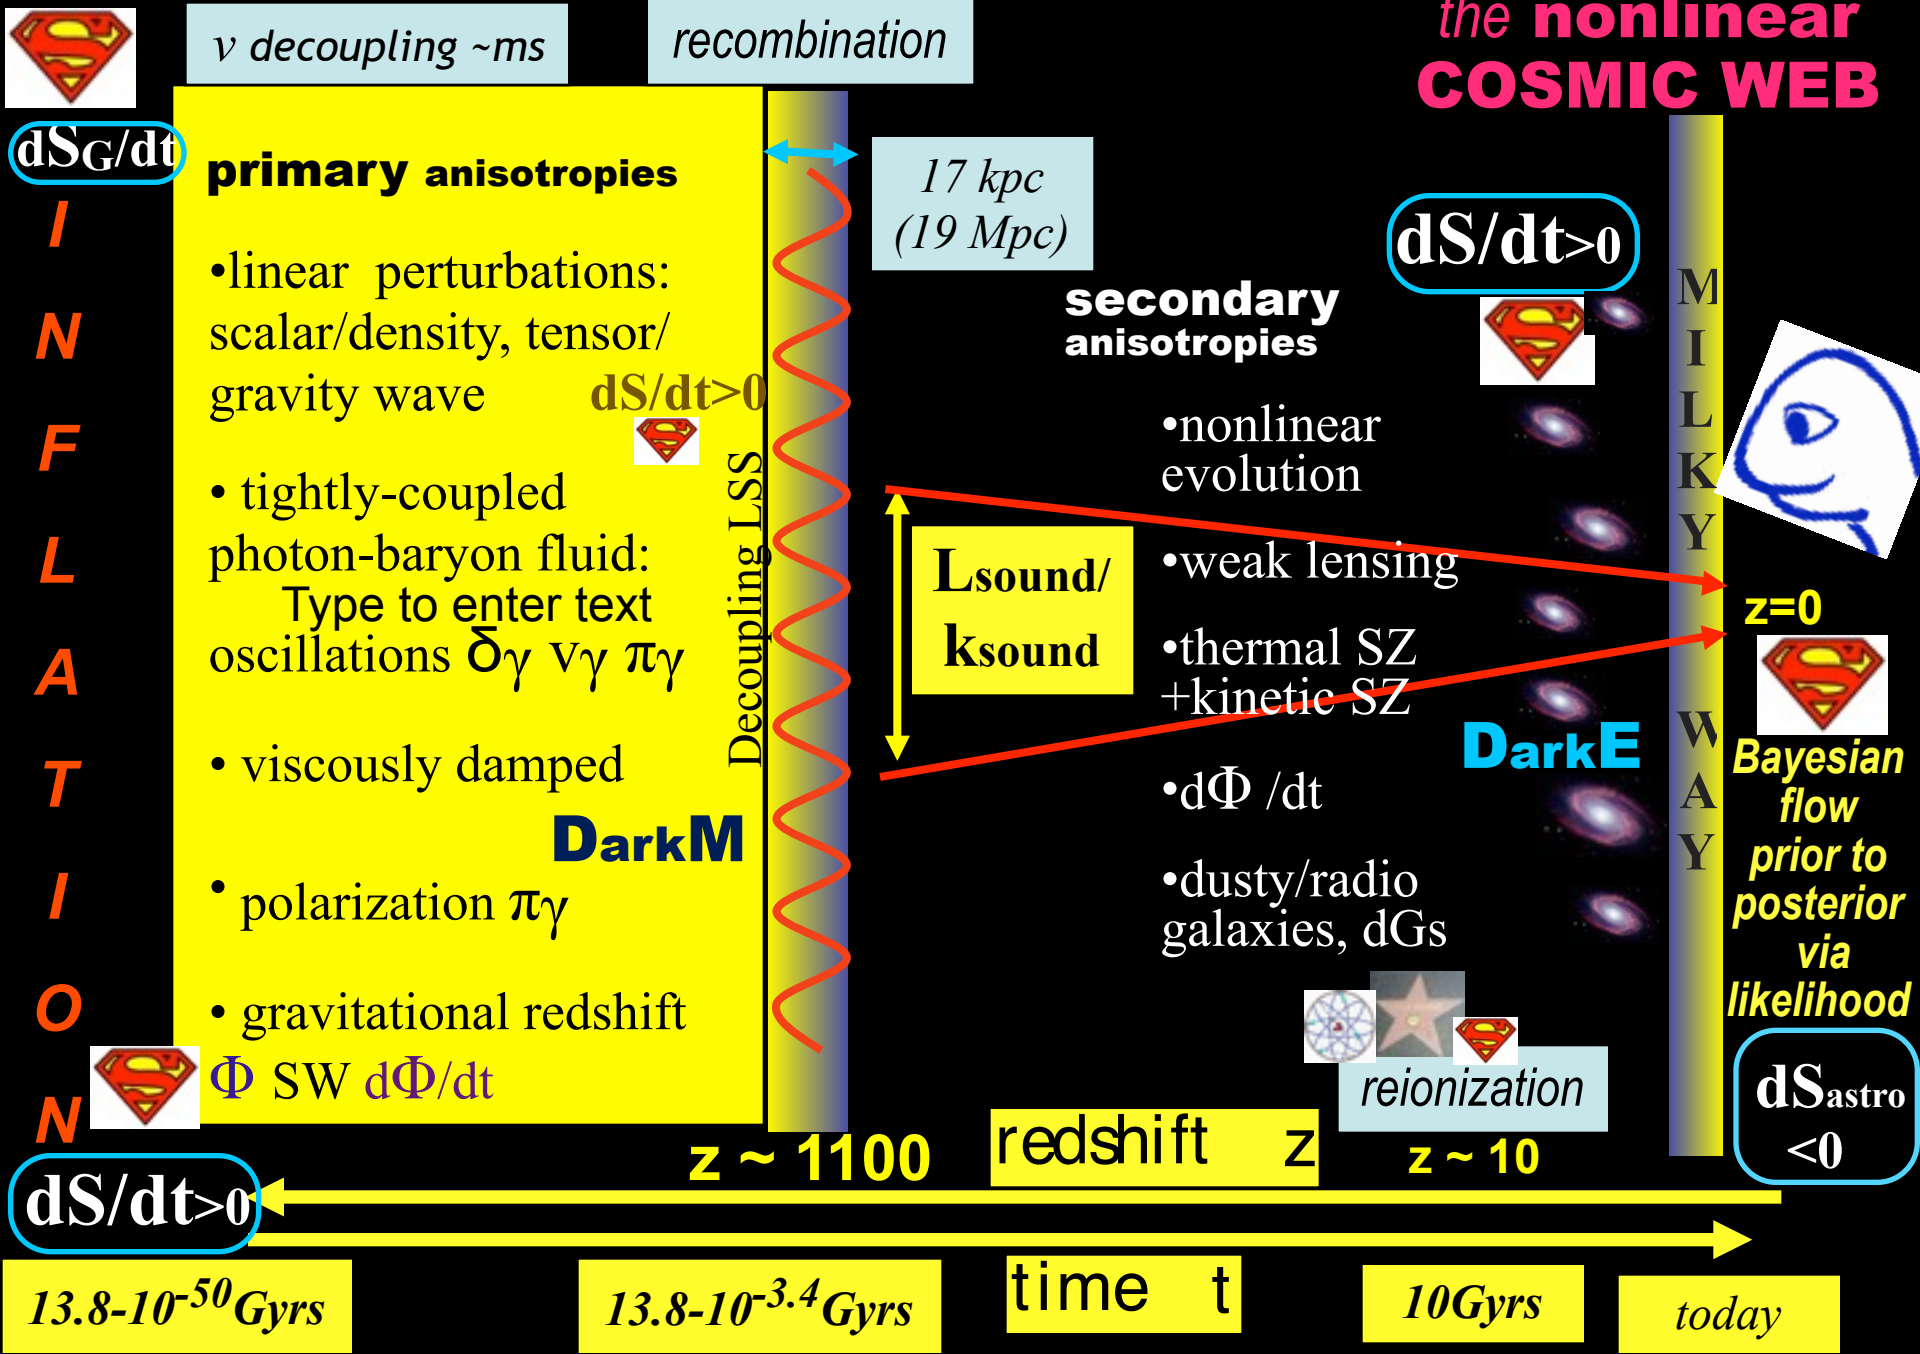 ν decoupling ~ms
recombination
the nonlinear
COSMIC WEB
dSG/dt
INFLATION
primary anisotropies
•linear perturbations:
scalar/density, tensor/
gravity wave
dS/dt>0
• tightly-coupled
photon-baryon fluid:
Type to enter text
oscillations δγ vγ πγ
• viscously damped
DarkM
• polarization πγ
• gravitational redshift
Φ SW dΦ/dt
Decoupling LSS
17 kpc
(19 Mpc)
Lsound/
ksound
secondary
anisotropies
•nonlinear
evolution
•weak lensing
•thermal SZ
+kinetic SZ
•dΦ /dt
•dusty/radio
galaxies, dGs
dS/dt>0
DarkE
MILKY WAY
z=0
Bayesian
flow
prior to
posterior
via
likelihood
dSastro
<0
reionization
z ~ 1100
redshift z
z ~ 10
dS/dt>0
13.8-10^-50Gyrs
13.8-10^-3.4Gyrs
time t
10Gyrs
today